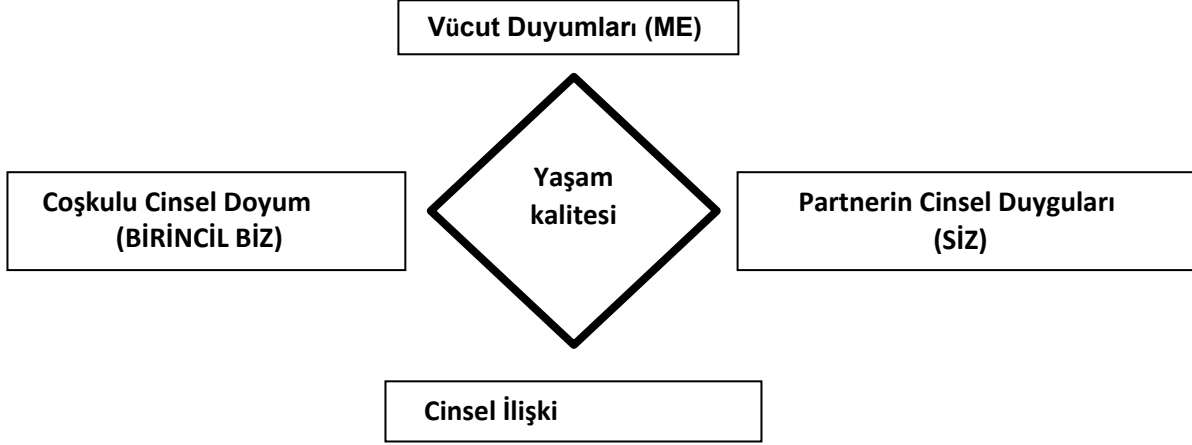 Vücut Duyumları (ME)
Coşkulu Cinsel Doyum
(BİRİNCİL BİZ)
Yaşam
kalitesi
Partnerin Cinsel Duyguları
(SİZ)
Cinsel İlişki